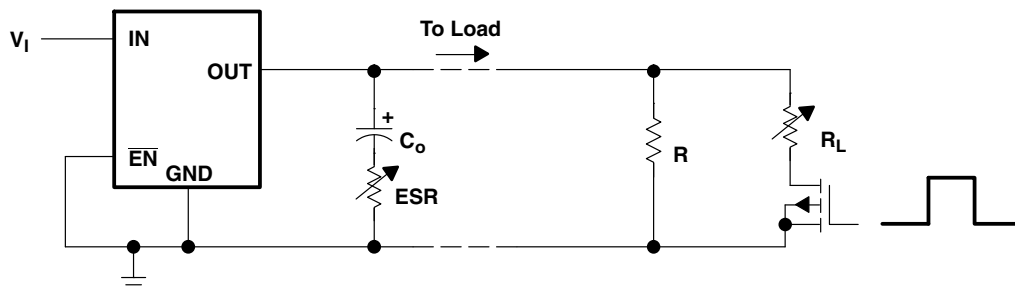 To Load
V_I
IN
OUT
+
C_o
R
R_L
EN
GND
ESR